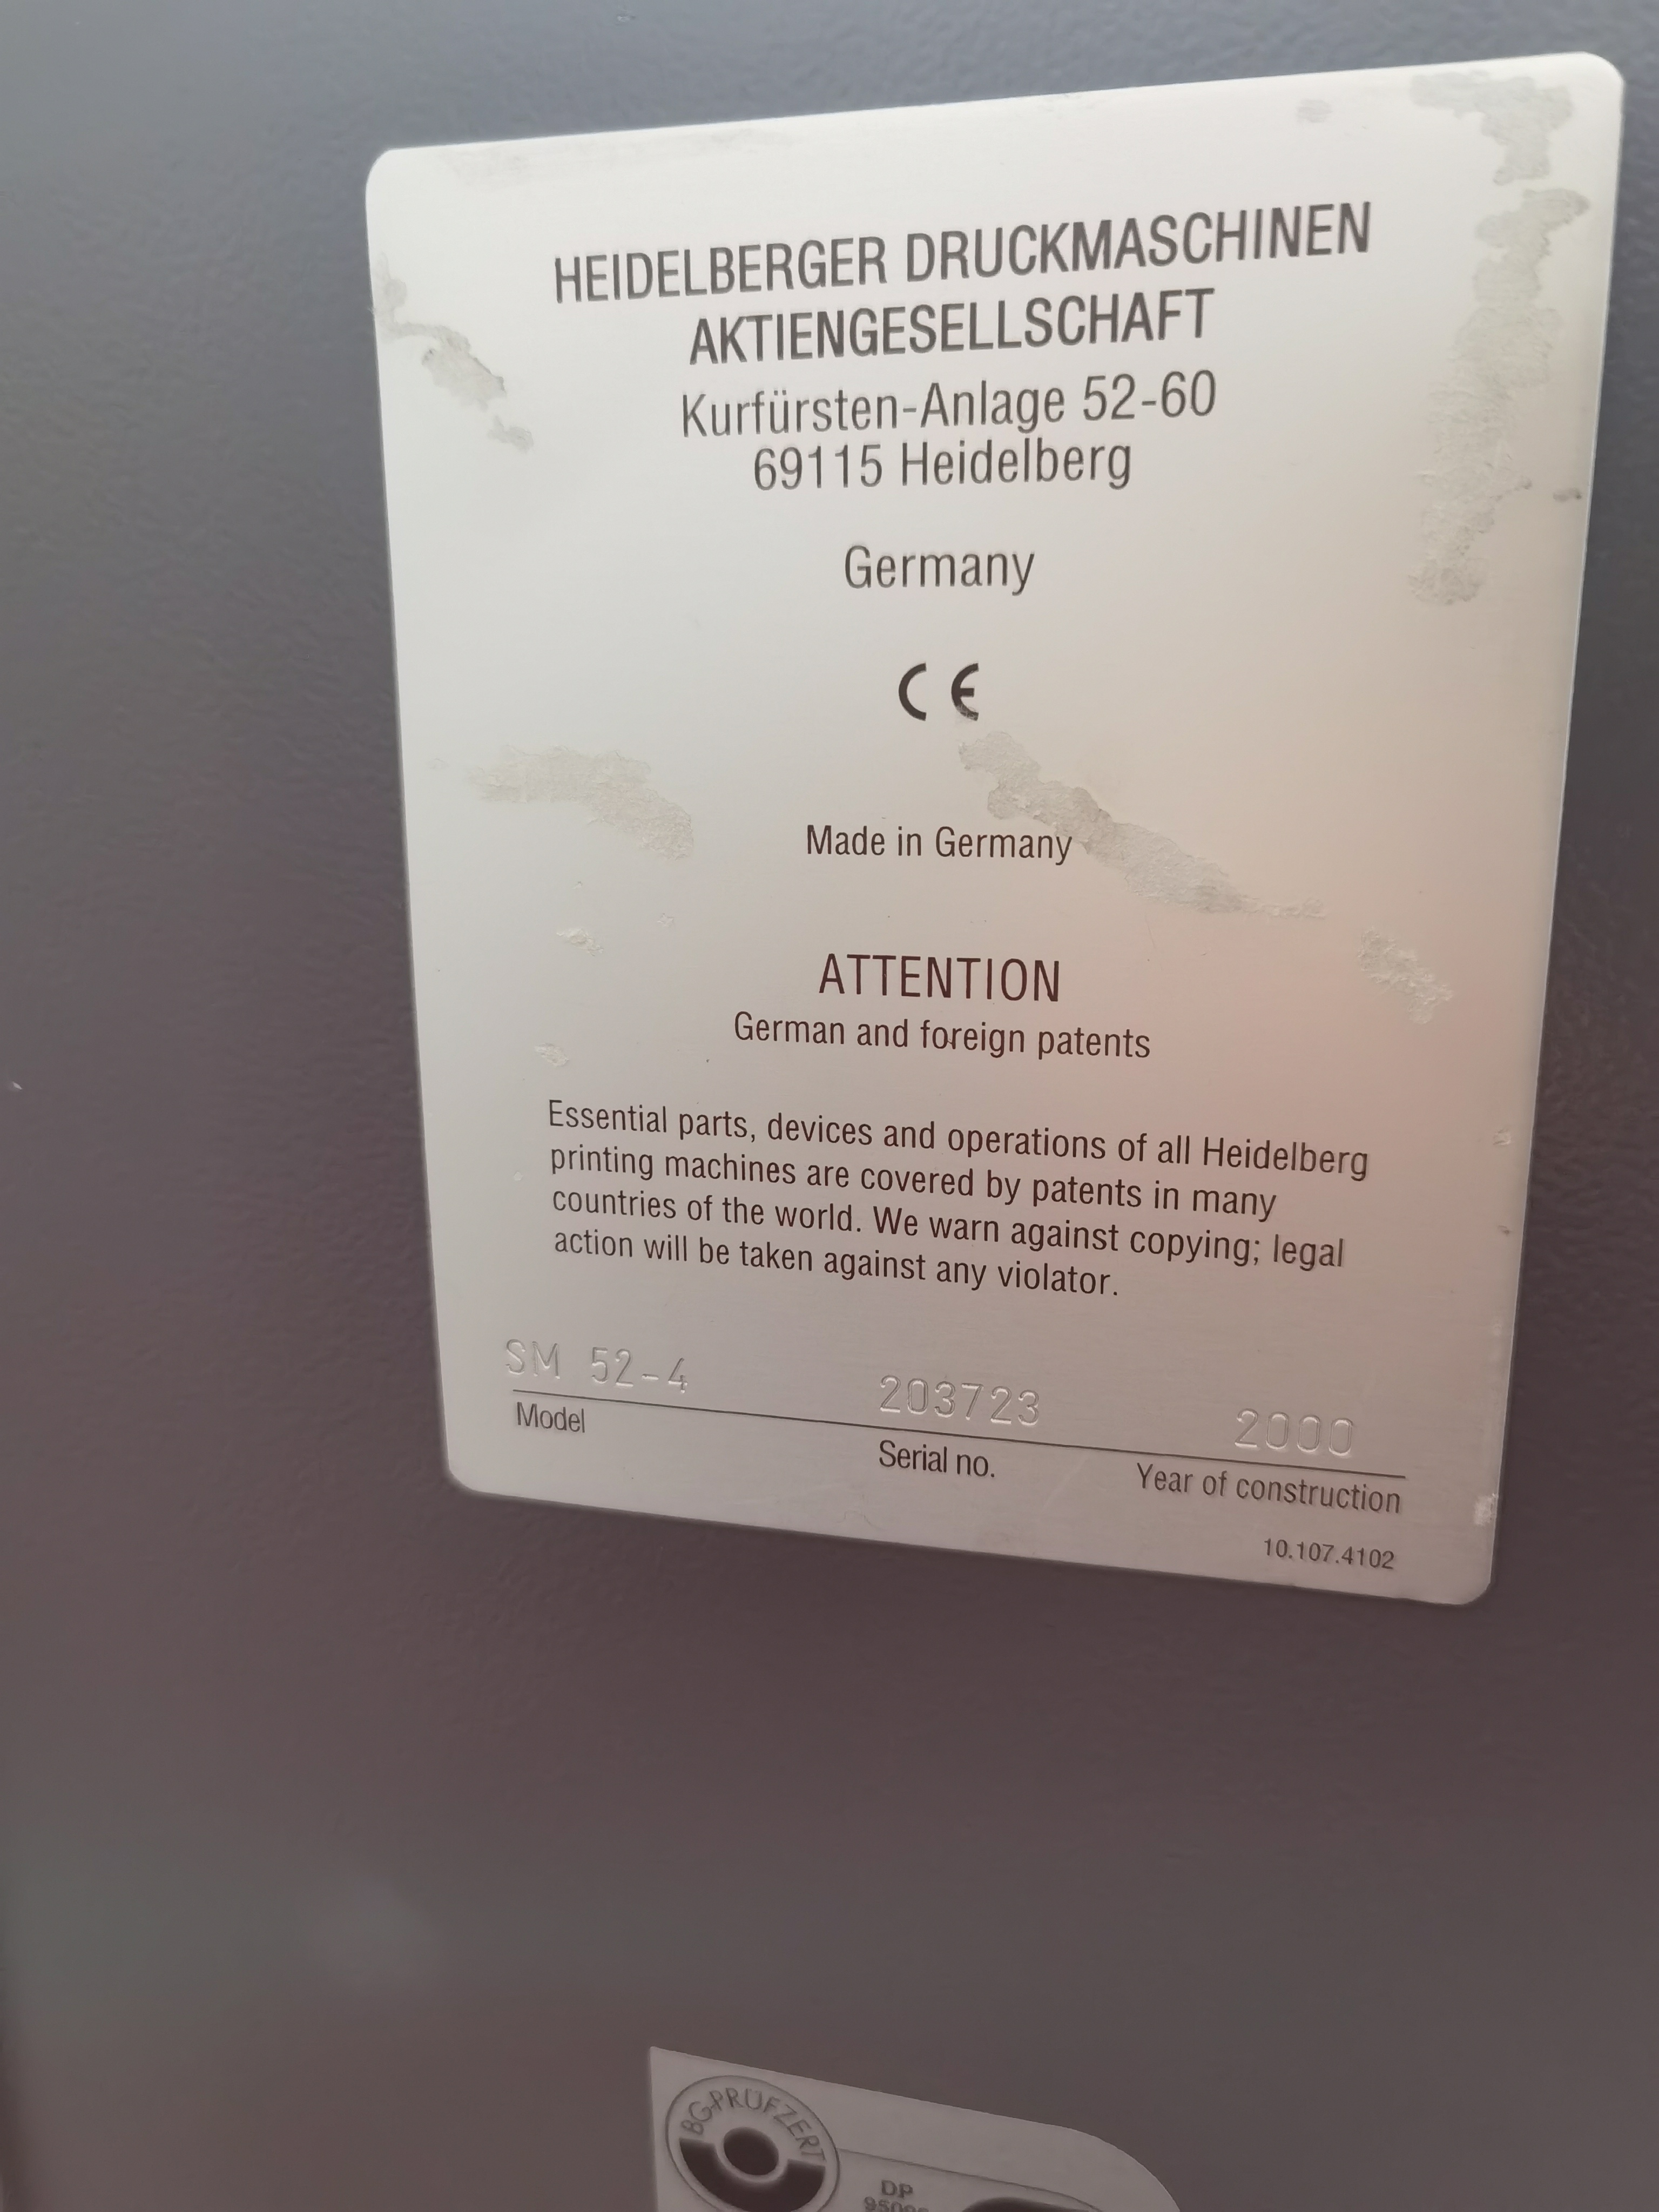 HEIDELBERGER DRUCKMASCHINEN
AKTIENGESELLSCHAFT
Kurfürsten-Anlage 52-60
69115 Heidelberg
Germany
CE
Made in Germany
ATTENTION
German and foreign patents
Essential parts, devices and operations of all Heidelberg
printing machines are covered by patents in many
countries of the world. We warn against copying; legal
action will be taken against any violator.
SM 52-4 203723 2000
Model Serial no. Year of construction
10.107.4102
BG-PRÜFZERT
DP